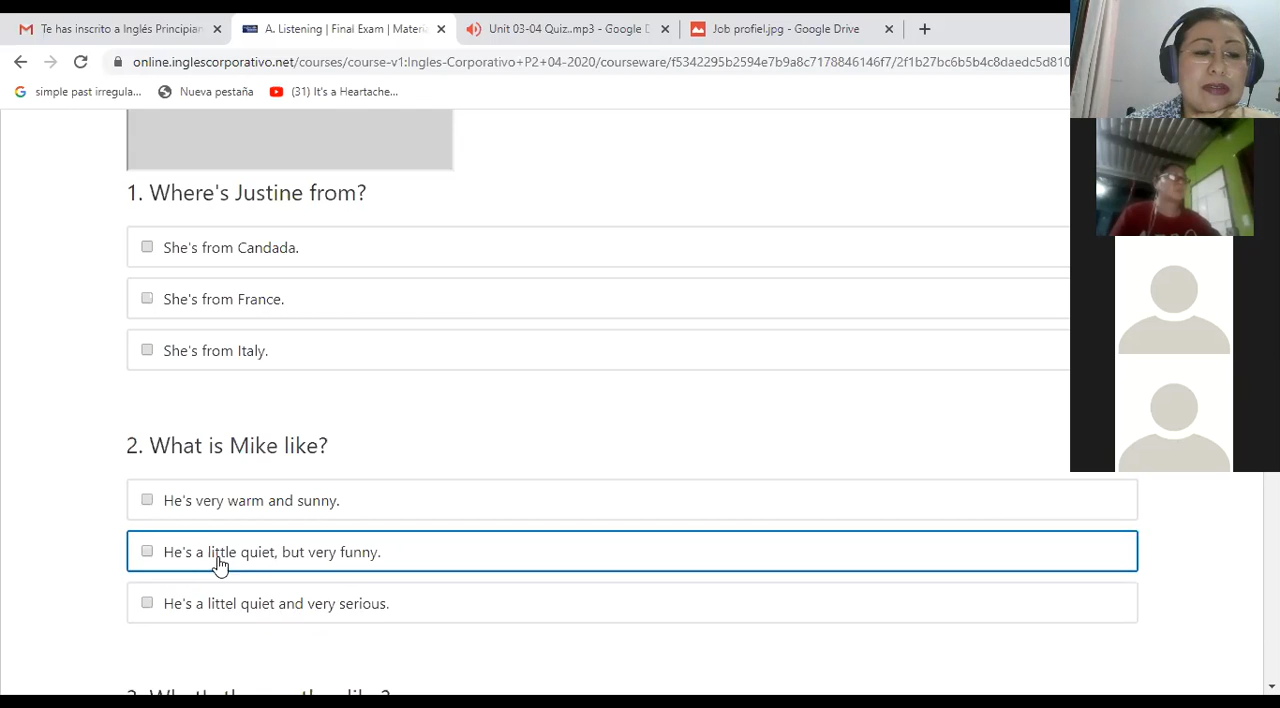 Te has inscrito a Inglés Principian
A. Listening | Final Exam | Materi
Unit 03-04 Quiz..mp3 - Google D
Job profiel.jpg - Google Drive
online.inglescorporativo.net/courses/course-v1:Ingles-Corporativo+P2+04-2020/courseware/f5342295b2594e7b9a8c7178846146f7/2f1b27bc6b5b4c8daedc5d810
simple past irregula...
Nueva pestaña
(31) It's a Heartache...
1. Where's Justine from?
She's from Candada.
She's from France.
She's from Italy.
2. What is Mike like?
He's very warm and sunny.
He's a little quiet, but very funny.
He's a littel quiet and very serious.